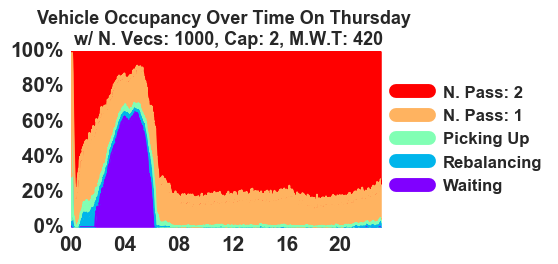 Vehicle Occupancy Over Time On Thursday
w/ N. Vecs: 1000, Cap: 2, M.W.T: 420
100%
80%
60%
40%
20%
0%
00 04 08 12 16 20
N. Pass: 2
N. Pass: 1
Picking Up
Rebalancing
Waiting